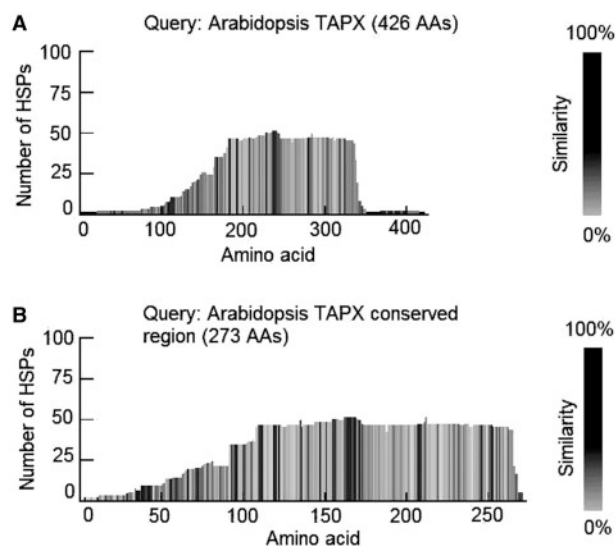 A
Query: Arabidopsis TAPX (426 AAs)
100
75
50
25
0
Number of HSPs
0 100 200 300 400
Amino acid
100%
Similarity
0%
B
Query: Arabidopsis TAPX conserved
region (273 AAs)
100
75
50
25
0
Number of HSPs
0 50 100 150 200 250
Amino acid
100%
Similarity
0%